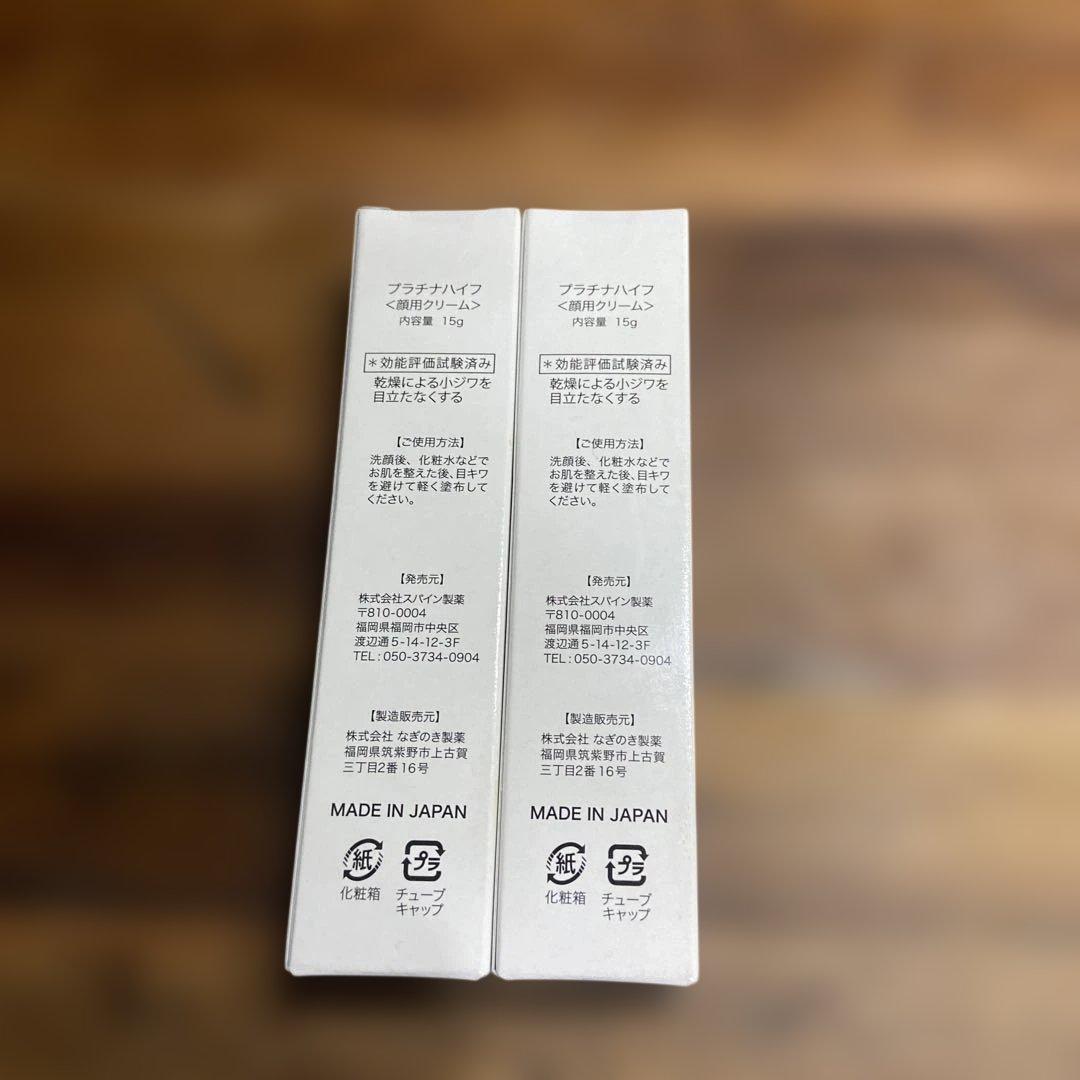 プラチナハイフ
＜顔用クリーム＞
内容量 15g
＊効能評価試験済み
乾燥による小ジワを
目立たなくする
【ご使用方法】
洗顔後、化粧水などで
お肌を整えた後、目キワ
を避けて軽く塗布して
ください。
【発売元】
株式会社スパイン製薬
〒810-0004
福岡県福岡市中央区
渡辺通5-14-12-3F
TEL : 050-3734-0904
【製造販売元】
株式会社 なぎのき製薬
福岡県筑紫野市上古賀
三丁目2番16号
MADE IN JAPAN
紙
化粧箱
プラ
チューブ
キャップ
プラチナハイフ
＜顔用クリーム＞
内容量 15g
＊効能評価試験済み
乾燥による小ジワを
目立たなくする
【ご使用方法】
洗顔後、化粧水などで
お肌を整えた後、目キワ
を避けて軽く塗布して
ください。
【発売元】
株式会社スパイン製薬
〒810-0004
福岡県福岡市中央区
渡辺通5-14-12-3F
TEL : 050-3734-0904
【製造販売元】
株式会社 なぎのき製薬
福岡県筑紫野市上古賀
三丁目2番16号
MADE IN JAPAN
紙
化粧箱
プラ
チューブ
キャップ